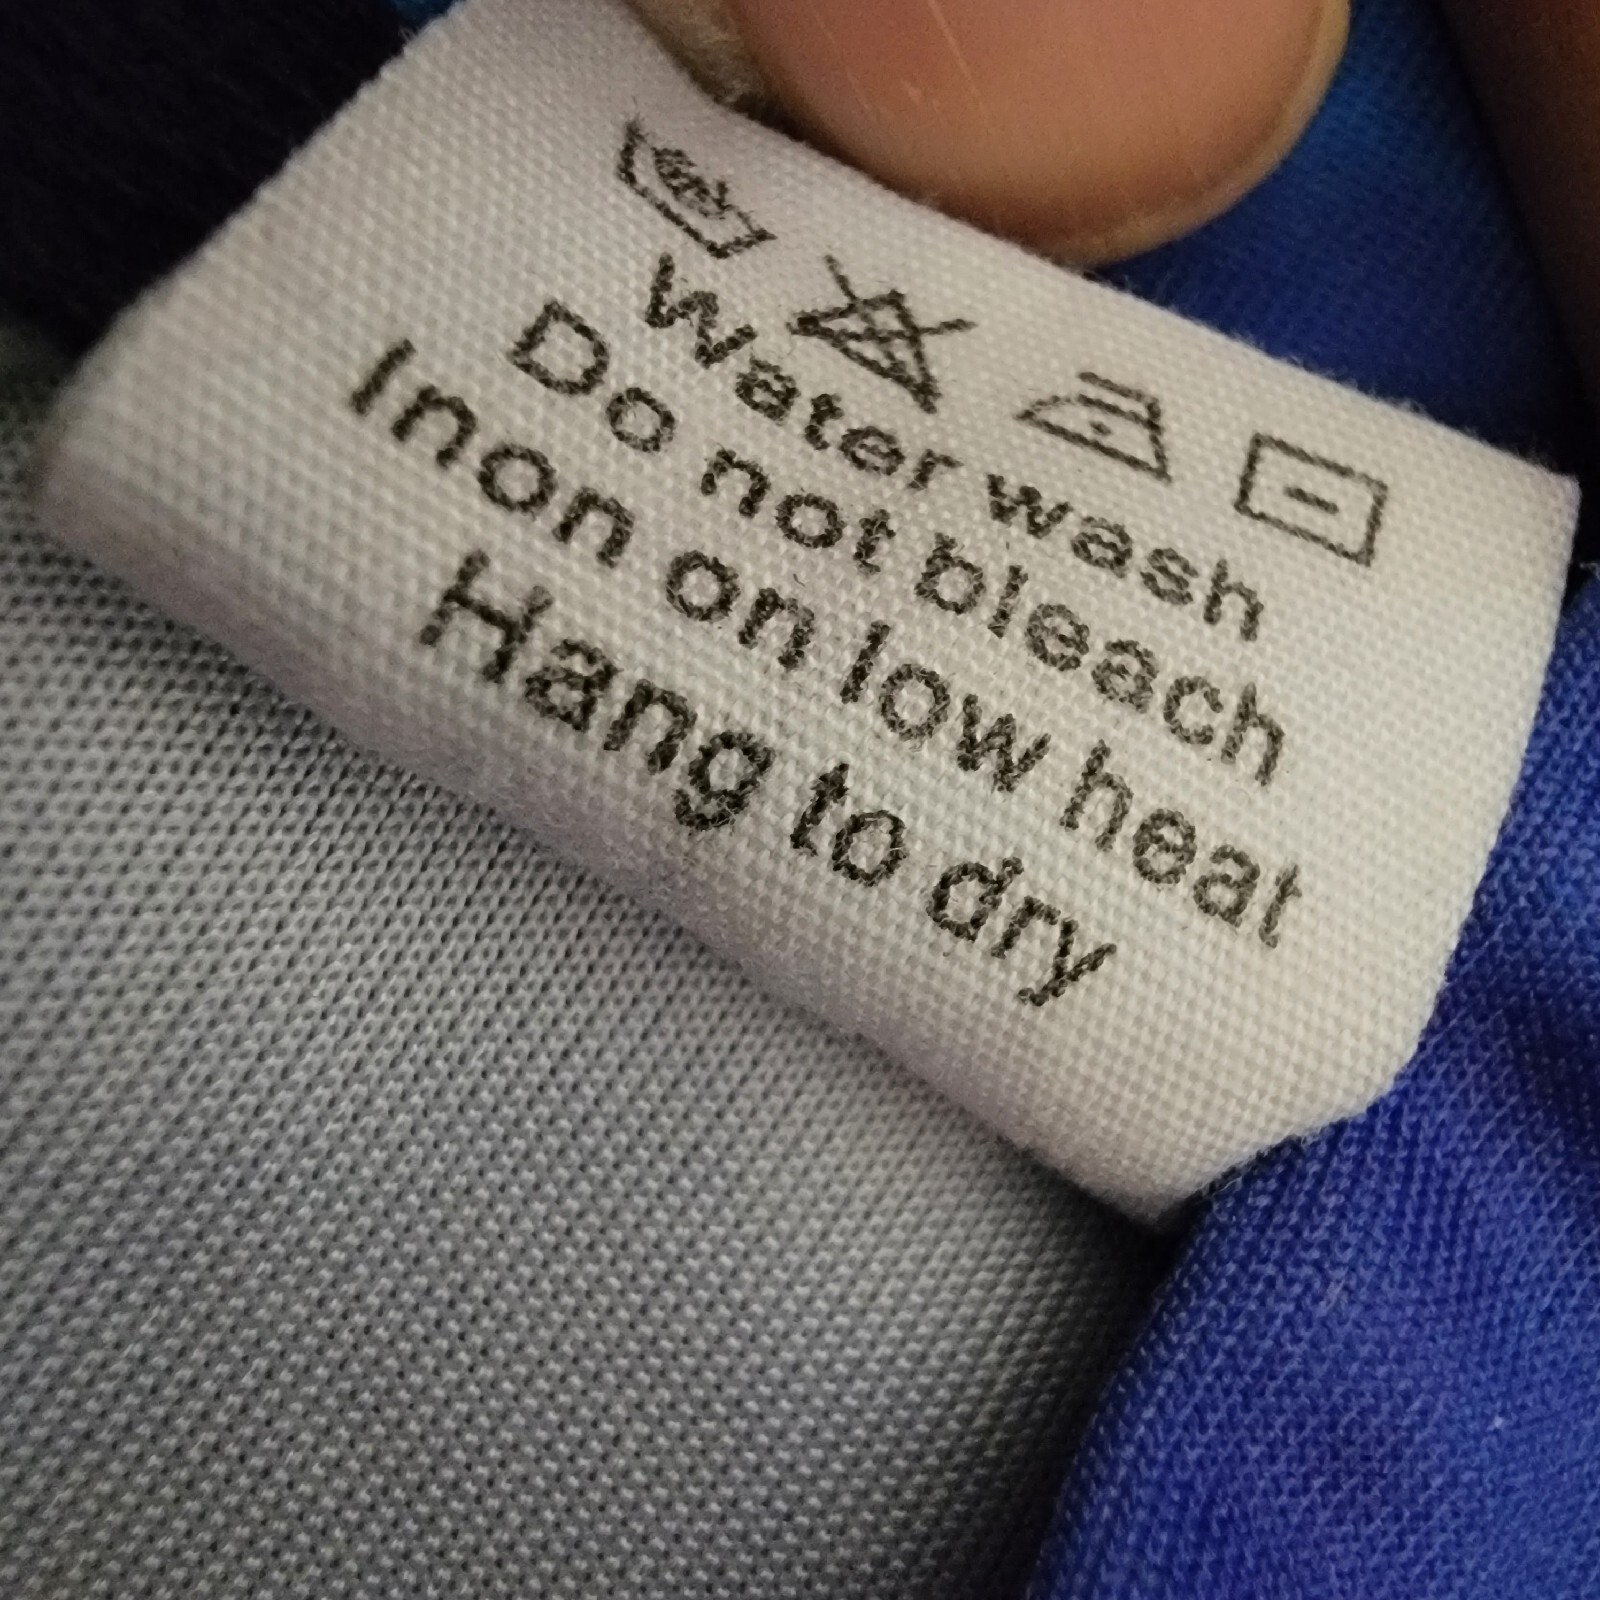 Water wash
Do not bleach
Inon on low heat
Hang to dry